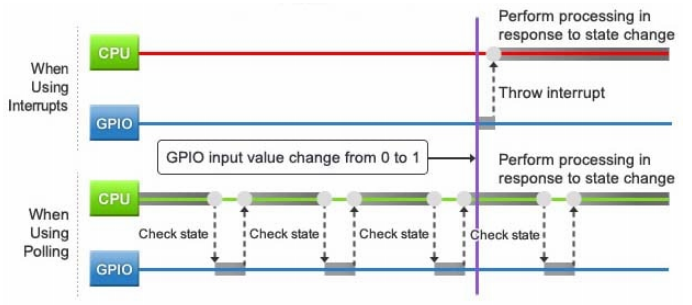 Perform processing in
response to state change
CPU
When
Using
Interrupts
Throw interrupt
GPIO
GPIO input value change from 0 to 1
Perform processing in
response to state change
CPU
When
Using
Polling
Check state
Check state
Check state
Check state
GPIO